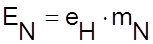 E_N = e_H · m_N